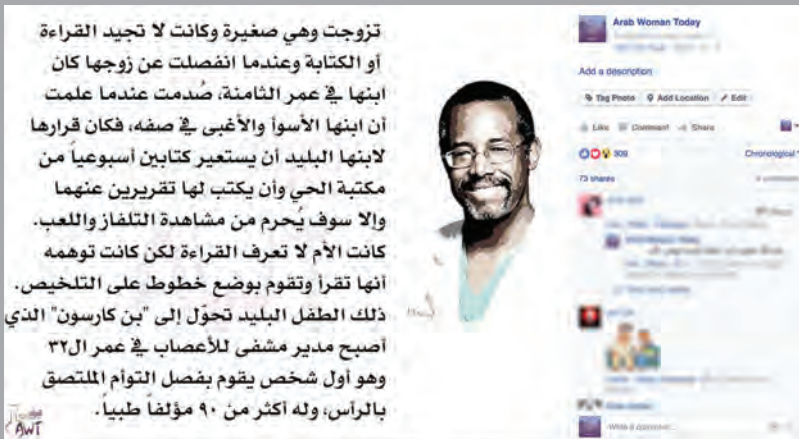 تزوجت وهي صغيرة وكانت لا تجيد القراءة
أو الكتابة وعندما انفصلت عن زوجها كان
ابنها في عمر الثامنة، صُدمت عندما علمت
أن ابنها الأسوأ والأغبى في صفه، فكان قرارها
لابنها البليد أن يستعير كتابين أسبوعياً من
مكتبة الحي وأن يكتب لها تقريرين عنهما
وإلا سوف يُحرم من مشاهدة التلفاز واللعب.
كانت الأم لا تعرف القراءة لكن كانت توهمه
أنها تقرأ وتقوم بوضع خطوط على التلخيص.
ذلك الطفل البليد تحوّل إلى "بن كارسون" الذي
أصبح مدير مشفى للأعصاب في عمر ال٣٢
وهو أول شخص يقوم بفصل التوأم الملتصق
بالرأس، وله أكثر من ٩٠ مؤلفاً طبياً.
AWT
Arab Woman Today
Add a description
Tag Photo Add Location Edit
Like Comment Share
809 Chronological
73 shares
Write a comment...